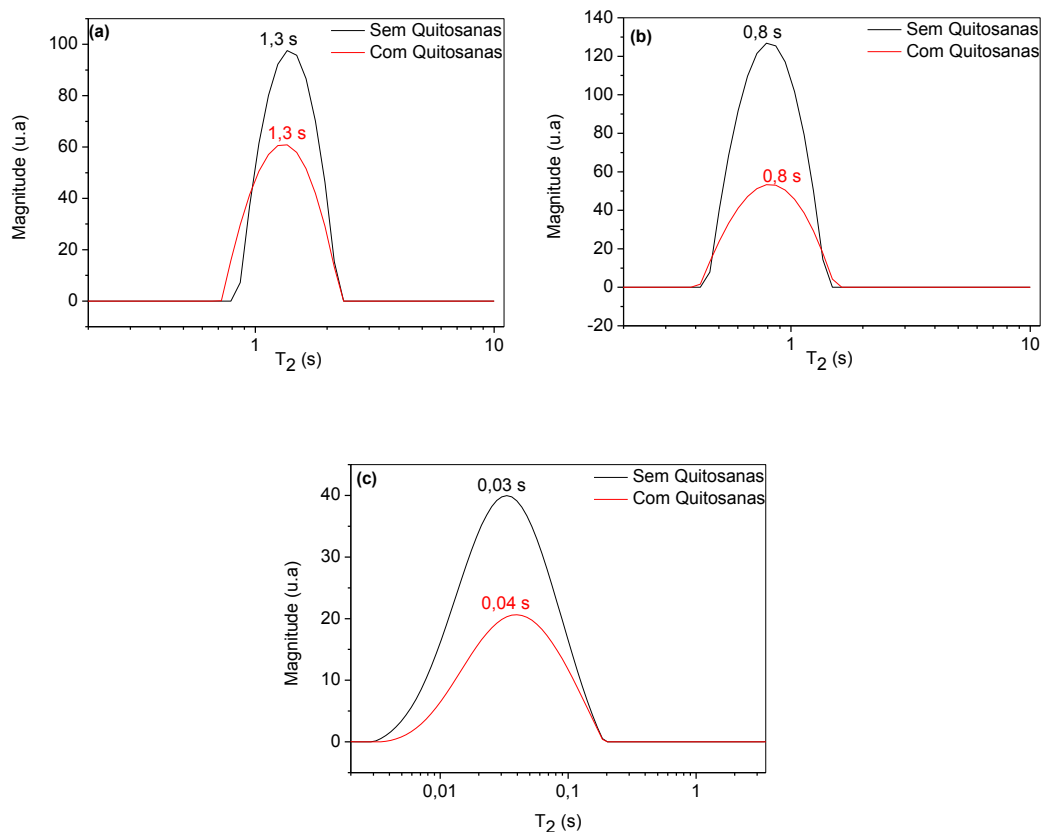 (a)
Sem Quitosanas
Com Quitosanas
1,3 s
1,3 s
100
80
60
40
20
0
Magnitude (u.a)
1
10
T2 (s)
(b)
Sem Quitosanas
Com Quitosanas
0,8 s
0,8 s
140
120
100
80
60
40
20
0
-20
Magnitude (u.a)
1
10
T2 (s)
(c)
Sem Quitosanas
Com Quitosanas
0,03 s
0,04 s
40
30
20
10
0
Magnitude (u.a)
0,01
0,1
1
T2 (s)